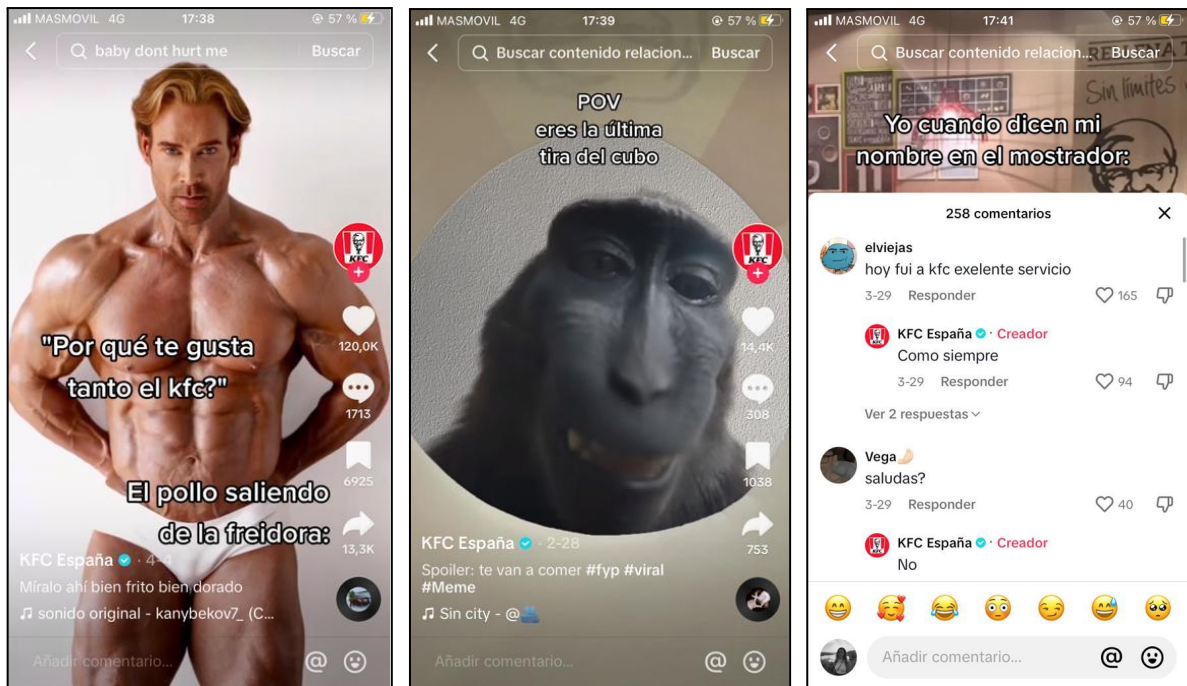 MASMOVIL 4G 17:38 57 %
baby dont hurt me Buscar
KFC
120,0K
"Por qué te gusta
tanto el kfc?"
1713
6925
El pollo saliendo
de la freidora:
13,3K
KFC España · 4-4
Míralo ahí bien frito bien dorado
sonido original - kanybekov7_ (C...
Añadir comentario...
MASMOVIL 4G 17:39 57 %
Buscar contenido relacion... Buscar
POV
eres la última
tira del cubo
KFC
14,4K
308
1038
753
KFC España · 2-28
Spoiler: te van a comer #fyp #viral
#Meme
Sin city - @
Añadir comentario...
MASMOVIL 4G 17:41 57 %
Buscar contenido relacion... Buscar
Sin límites
Yo cuando dicen mi
nombre en el mostrador:
11
258 comentarios
elviejas
hoy fui a kfc exelente servicio
3-29 Responder 165
KFC España · Creador
Como siempre
3-29 Responder 94
Ver 2 respuestas
Vega
saludas?
3-29 Responder 40
KFC España · Creador
No
Añadir comentario...